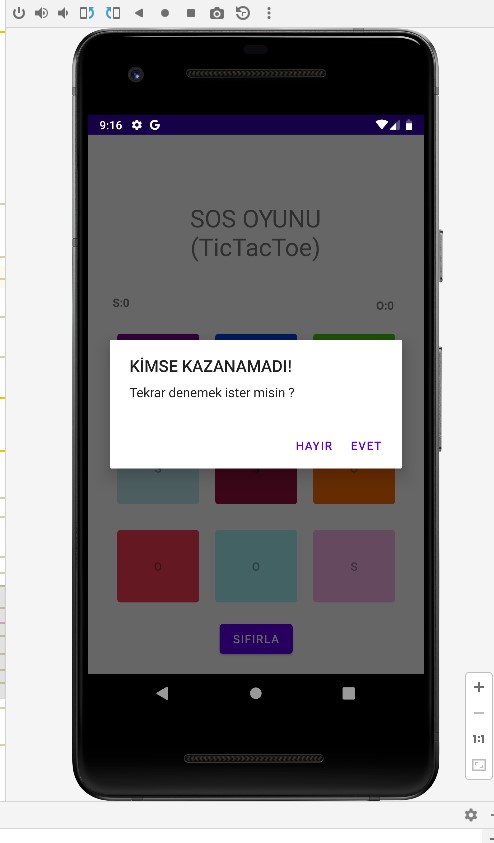 9:16
SOS OYUNU
(TicTacToe)
S:0
O:0
KİMSE KAZANAMADI!
Tekrar denemek ister misin ?
HAYIR EVET
O O S
SIFIRLA
1:1